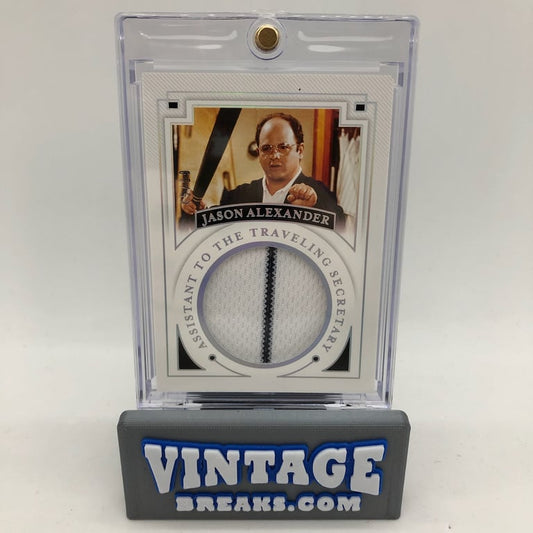 JASON ALEXANDER
ASSISTANT TO THE TRAVELING SECRETARY
VINTAGE
BREAKS.COM